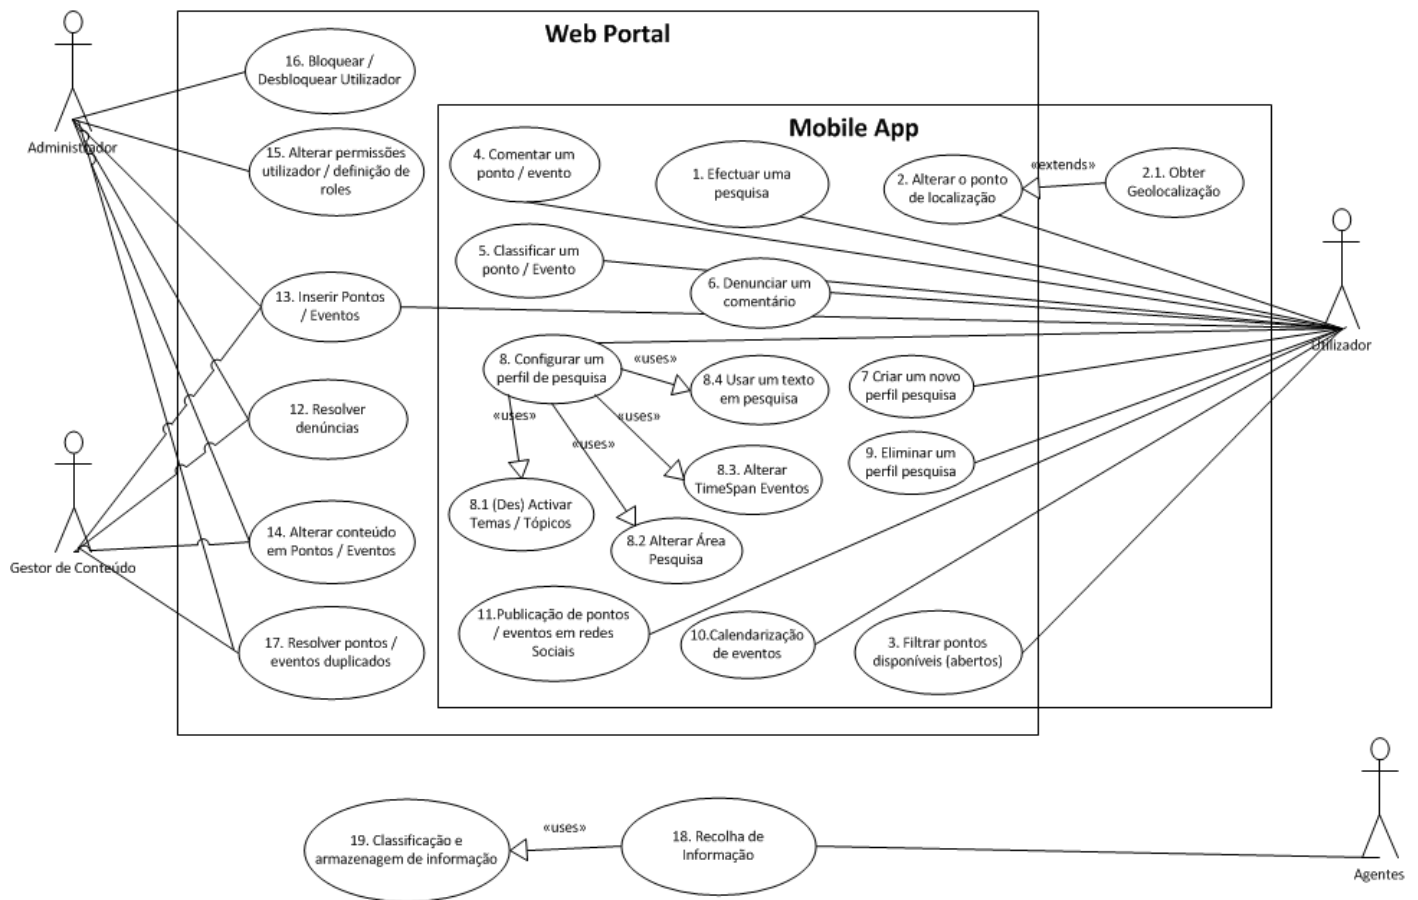 Web Portal
16. Bloquear /
Desbloquear Utilizador
Administrador
Mobile App
15. Alterar permissões
utilizador / definição de
roles
4. Comentar um
ponto / evento
1. Efectuar uma
pesquisa
2. Alterar o ponto
de localização
«extends»
2.1. Obter
Geolocalização
5. Classificar um
ponto / Evento
6. Denunciar um
comentário
13. Inserir Pontos
/ Eventos
Utilizador
8. Configurar um
perfil de pesquisa
«uses»
8.4 Usar um texto
em pesquisa
7 Criar um novo
perfil pesquisa
12. Resolver
denúncias
«uses»
«uses»
«uses»
9. Eliminar um
perfil pesquisa
8.3. Alterar
TimeSpan Eventos
8.1 (Des) Activar
Temas / Tópicos
8.2 Alterar Área
Pesquisa
14. Alterar conteúdo
em Pontos / Eventos
Gestor de Conteúdo
11.Publicação de pontos
/ eventos em redes
Sociais
10.Calendarização
de eventos
3. Filtrar pontos
disponíveis (abertos)
17. Resolver pontos /
eventos duplicados
19. Classificação e
armazenagem de informação
«uses»
18. Recolha de
Informação
Agentes